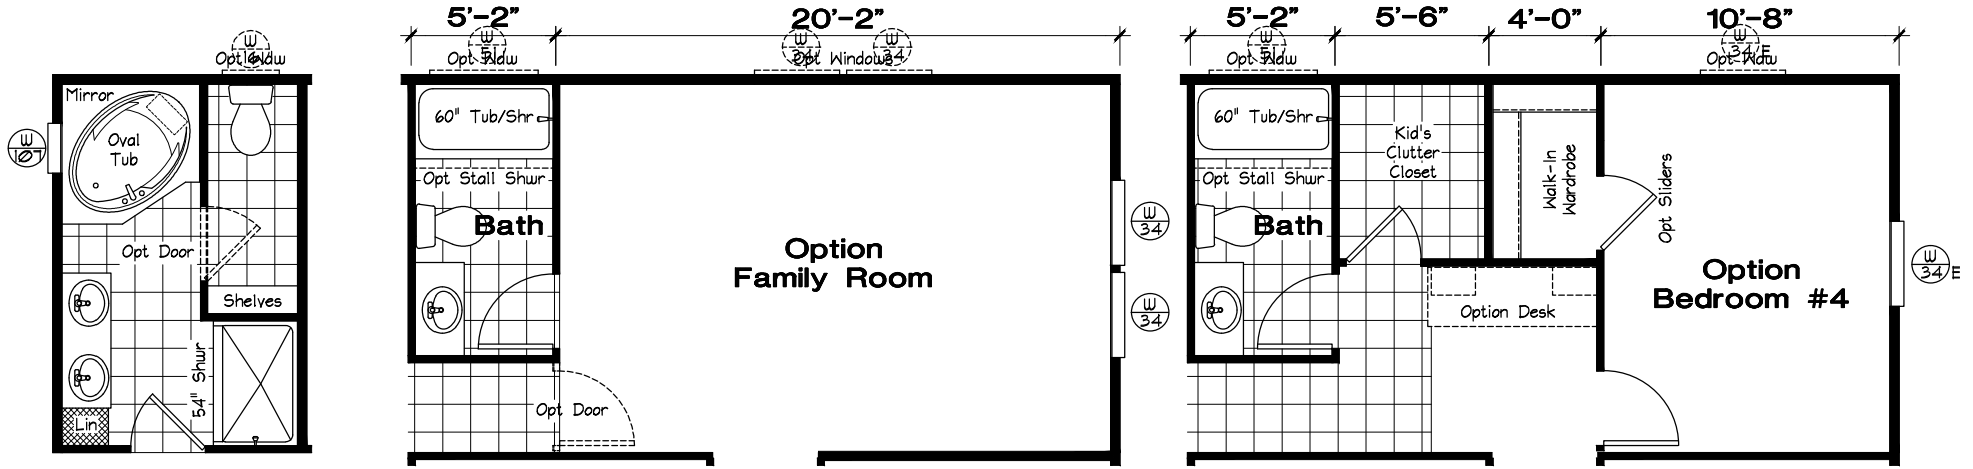 W
Opt Wdw
Mirror
W
LO1
Oval
Tub
Opt Door
Shelves
54" Shwr
Lin
5'-2"
20'-2"
W
51
Opt Wdw
W
34
W
34
Opt Windows
60" Tub/Shr
Opt Stall Shwr
Bath
Option
Family Room
W
34
W
34
Opt Door
5'-2"
5'-6"
4'-0"
10'-8"
W
51
Opt Wdw
W
34 E
Opt Wdw
60" Tub/Shr
Kid's
Clutter
Closet
Walk-In
Wardrobe
Opt Sliders
Opt Stall Shwr
Bath
Option
Bedroom #4
W
34 E
Option Desk